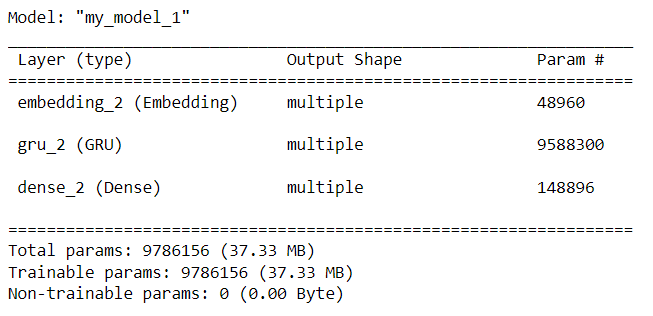 Model: "my_model_1"
_________________________________________________________________
Layer (type) Output Shape Param #
=================================================================
embedding_2 (Embedding) multiple 48960
gru_2 (GRU) multiple 9588300
dense_2 (Dense) multiple 148896
=================================================================
Total params: 9786156 (37.33 MB)
Trainable params: 9786156 (37.33 MB)
Non-trainable params: 0 (0.00 Byte)